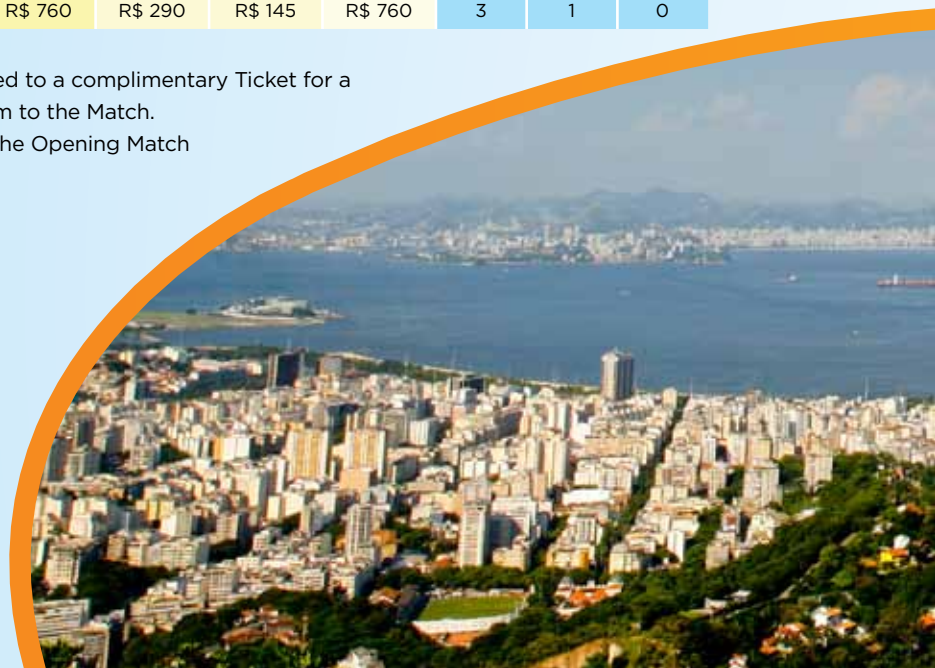 R$ 760 R$ 290 R$ 145 R$ 760 3 1 0
ed to a complimentary Ticket for a
m to the Match.
he Opening Match